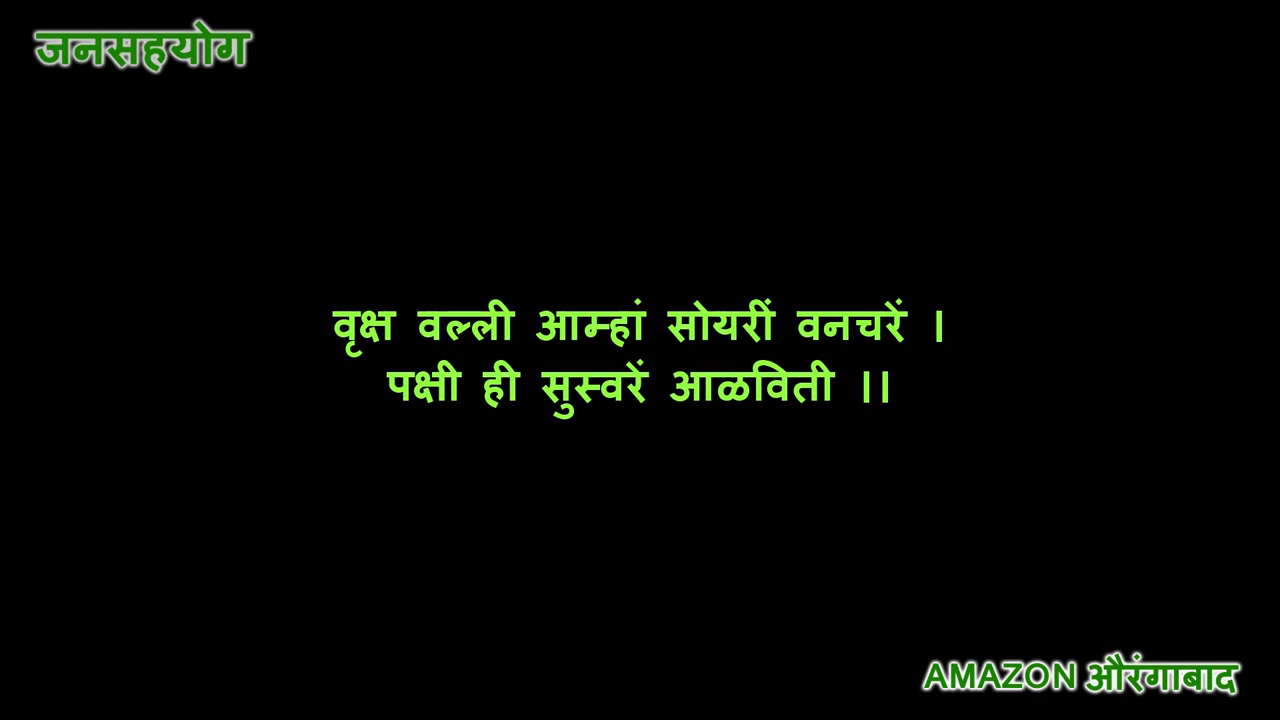 जनसहयोग
वृक्ष वल्ली आम्हां सोयरीं वनचरें ।
पक्षी ही सुस्वरें आळविती ।।
AMAZON औरंगाबाद